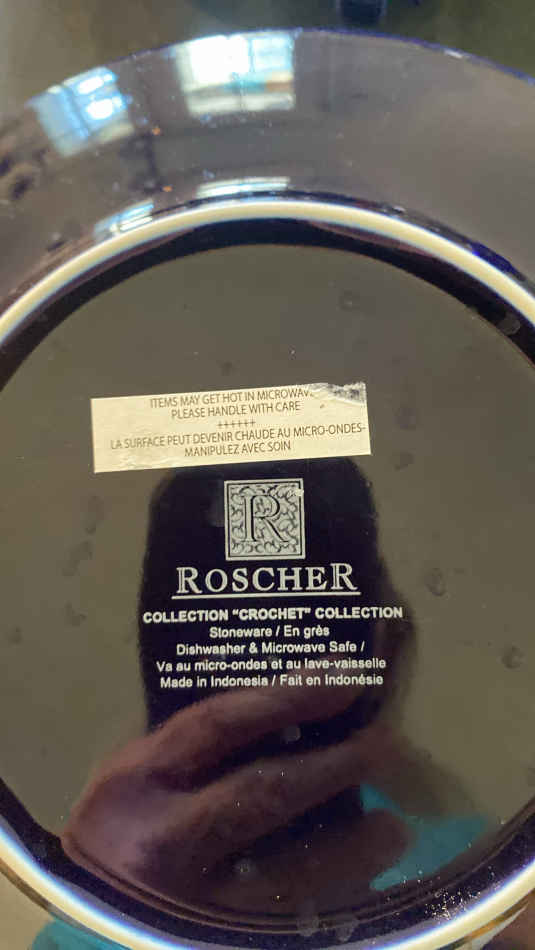 ITEMS MAY GET HOT IN MICROWAVE
PLEASE HANDLE WITH CARE
++++++
LA SURFACE PEUT DEVENIR CHAUDE AU MICRO-ONDES-
MANIPULEZ AVEC SOIN
R
ROSCHER
COLLECTION "CROCHET" COLLECTION
Stoneware / En grès
Dishwasher & Microwave Safe /
Va au micro-ondes et au lave-vaisselle
Made in Indonesia / Fait en Indonésie